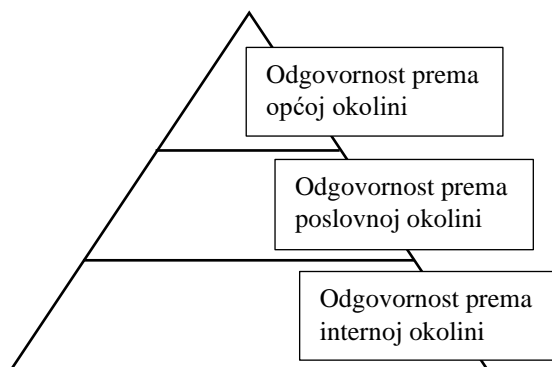 Odgovornost prema
općoj okolini
Odgovornost prema
poslovnoj okolini
Odgovornost prema
internoj okolini